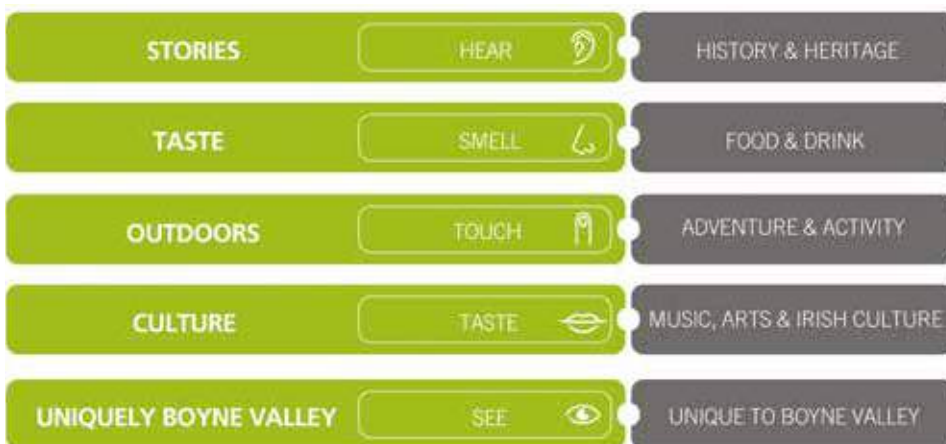 STORIES HEAR HISTORY & HERITAGE
TASTE SMELL FOOD & DRINK
OUTDOORS TOUCH ADVENTURE & ACTIVITY
CULTURE TASTE MUSIC, ARTS & IRISH CULTURE
UNIQUELY BOYNE VALLEY SEE UNIQUE TO BOYNE VALLEY